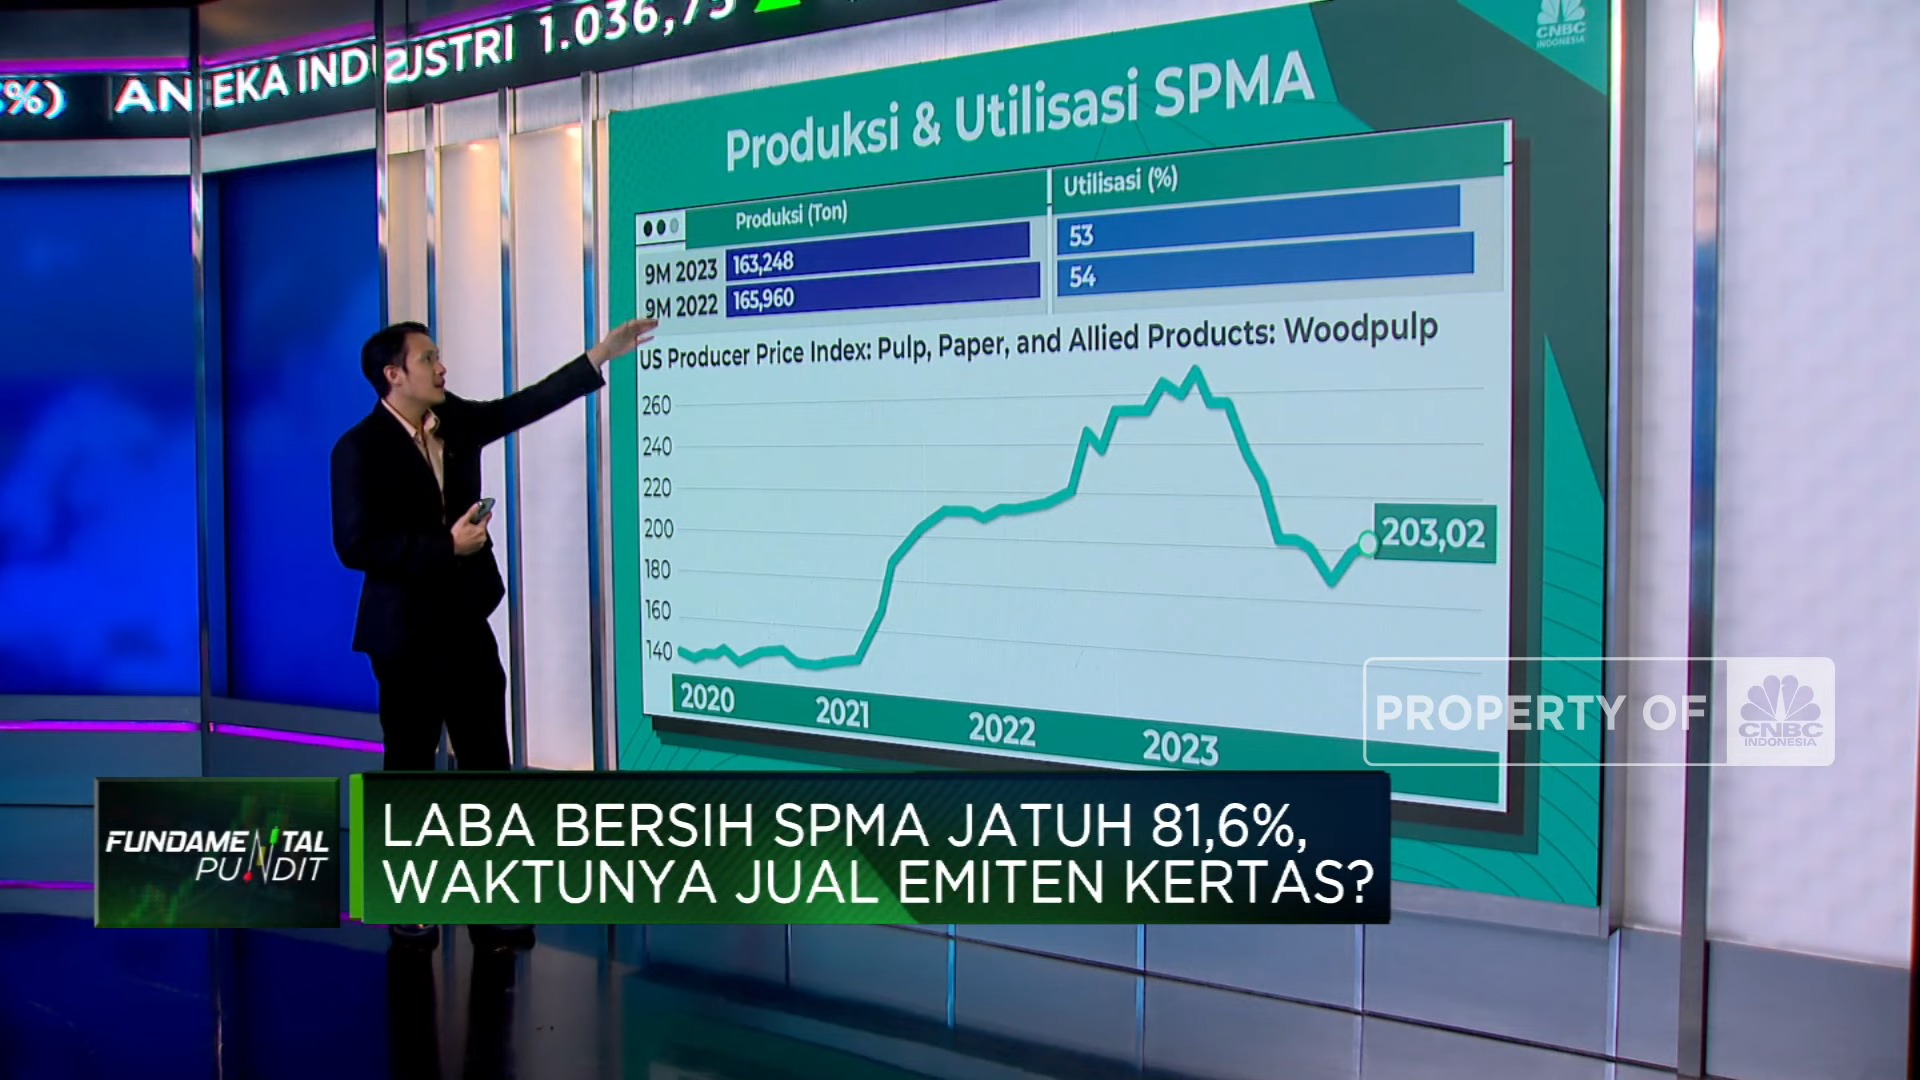 %)
ANEKA INDUSTRI 1.036,75
CNBC
INDONESIA
Produksi & Utilisasi SPMA
Produksi (Ton)
Utilisasi (%)
9M 2023
163,248
53
9M 2022
165,960
54
US Producer Price Index: Pulp, Paper, and Allied Products: Woodpulp
260
240
220
200
180
160
140
203,02
2020
2021
2022
2023
PROPERTY OF
CNBC
INDONESIA
FUNDAMENTAL
PUNDIT
LABA BERSIH SPMA JATUH 81,6%,
WAKTUNYA JUAL EMITEN KERTAS?